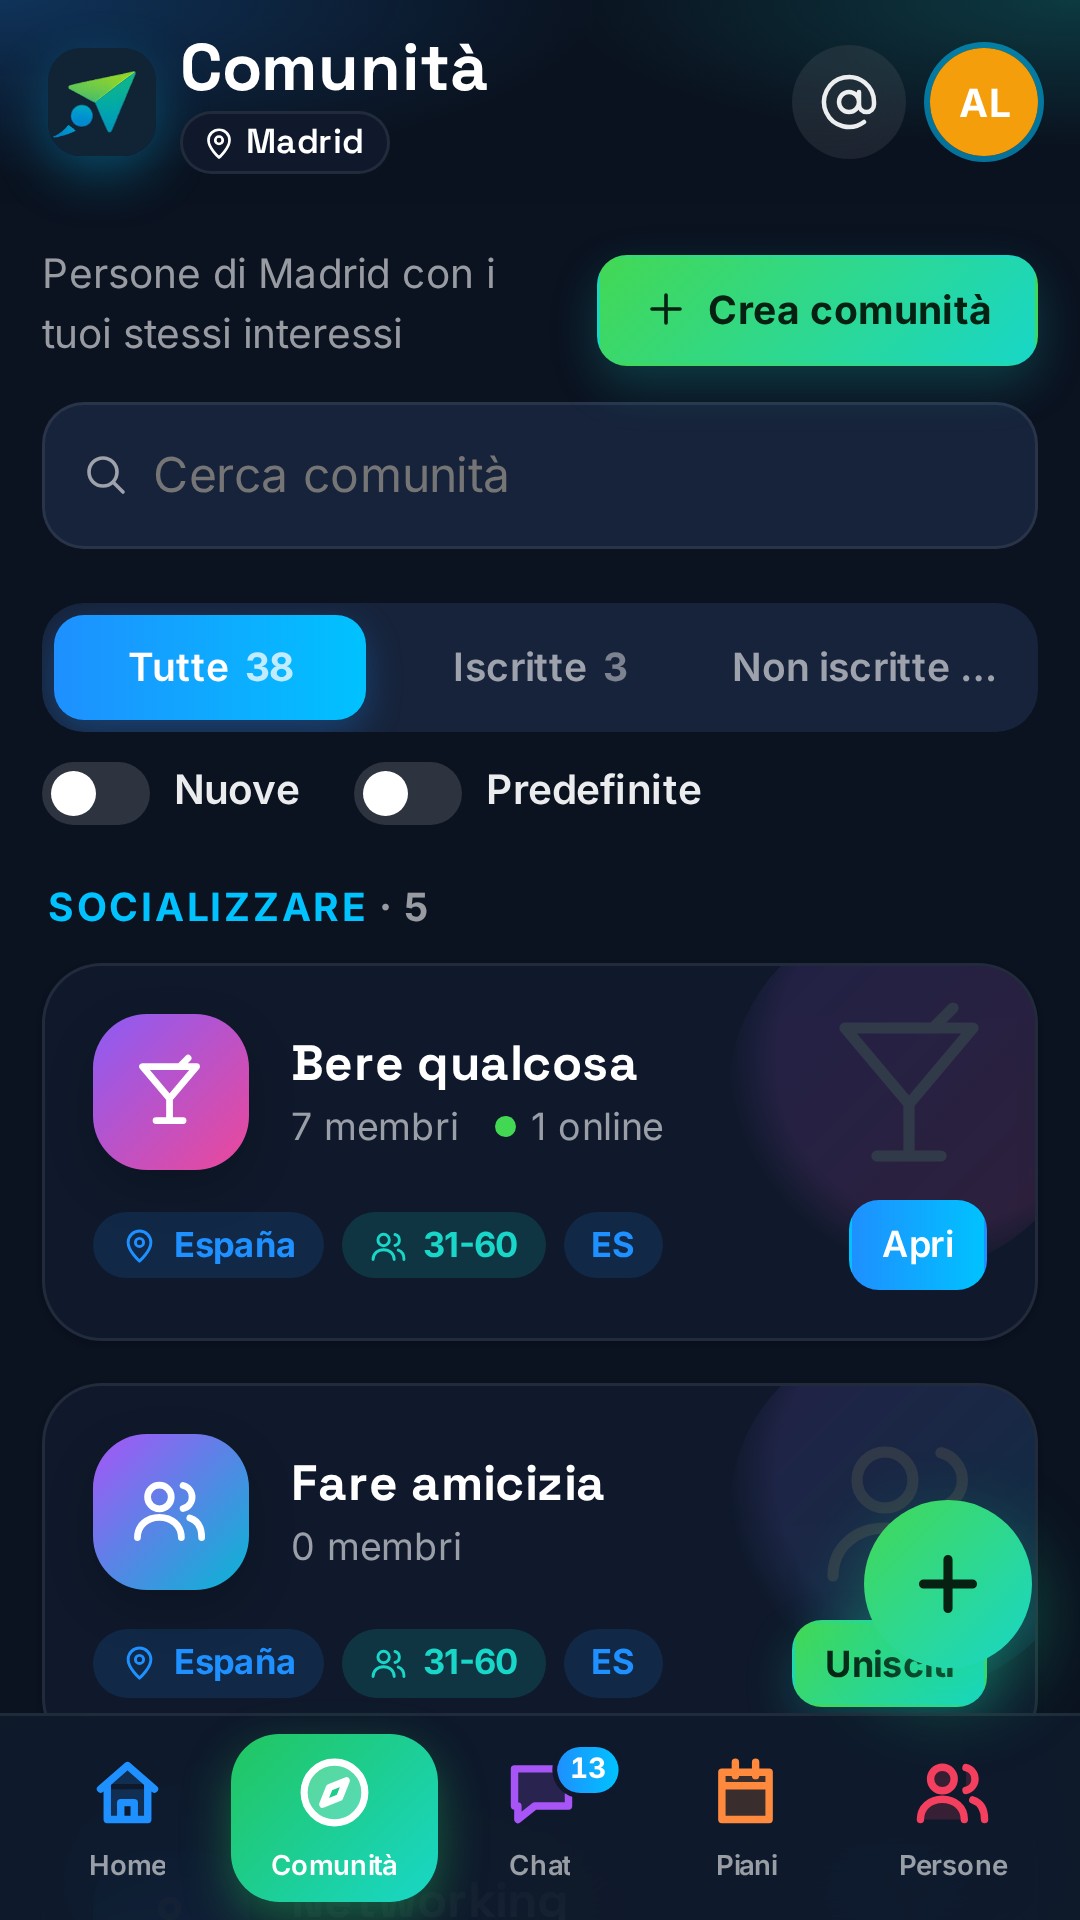 Comunità
Madrid
@
AL
Persone di Madrid con i
tuoi stessi interessi
+ Crea comunità
Cerca comunità
Tutte 38
Iscritte 3
Non iscritte ...
Nuove
Predefinite
SOCIALIZZARE · 5
Bere qualcosa
7 membri
1 online
España
31-60
ES
Apri
Fare amicizia
0 membri
España
31-60
ES
Unisciti
13
Home
Comunità
Chat
Piani
Persone
Networking